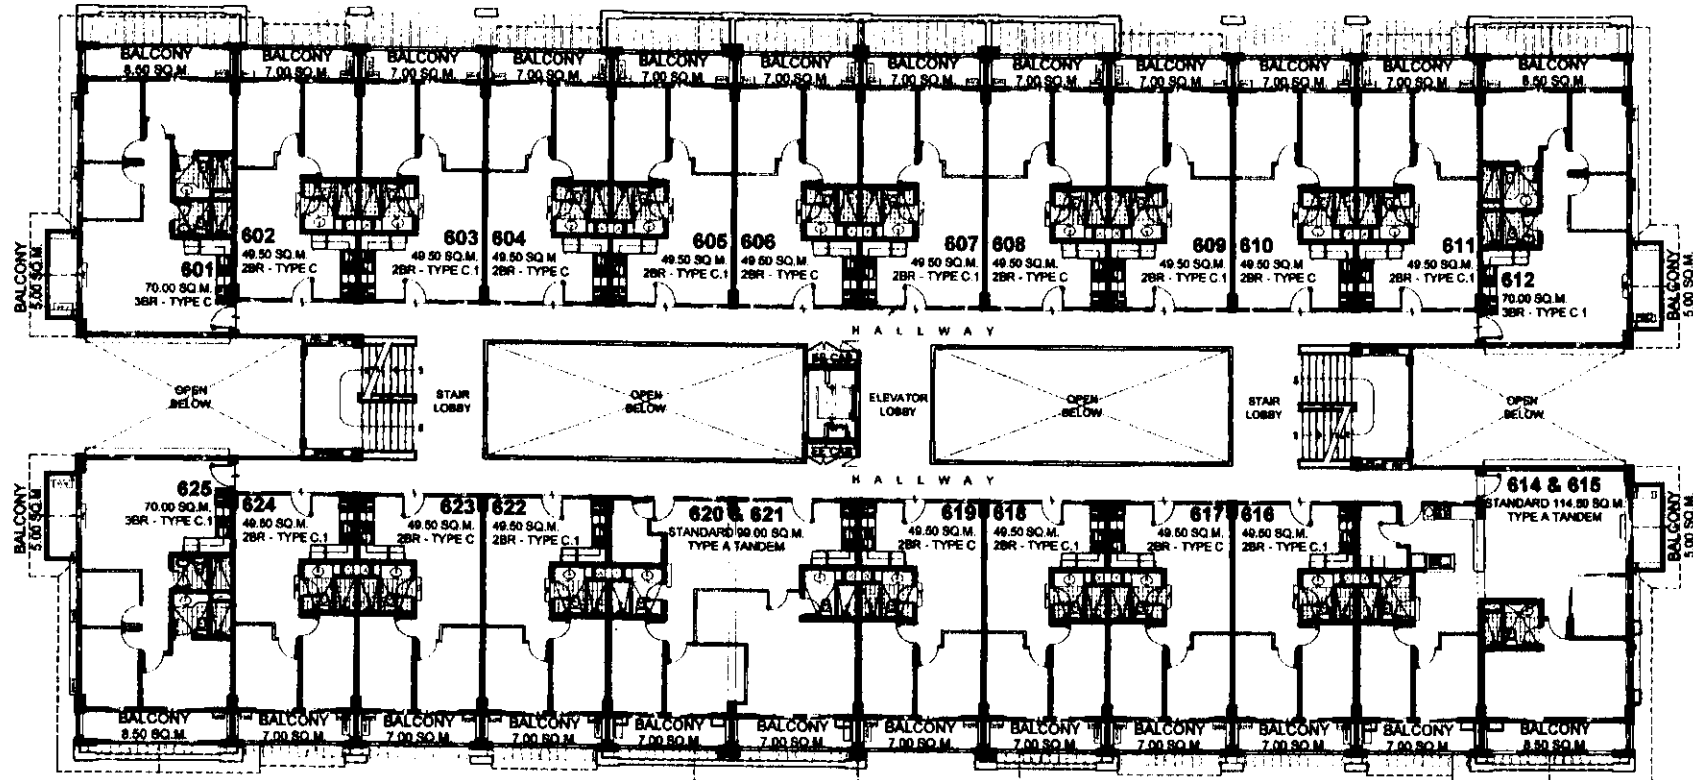 BALCONY
8.50 SQ.M.
BALCONY
7.00 SQ.M.
BALCONY
7.00 SQ.M.
BALCONY
7.00 SQ.M.
BALCONY
7.00 SQ.M.
BALCONY
7.00 SQ.M.
BALCONY
7.00 SQ.M.
BALCONY
7.00 SQ.M.
BALCONY
7.00 SQ.M.
BALCONY
7.00 SQ.M.
BALCONY
7.00 SQ.M.
BALCONY
8.50 SQ.M.
BALCONY
5.00 SQ.M.
601
70.00 SQ.M.
3BR - TYPE C
602
49.50 SQ.M.
2BR - TYPE C
603
49.50 SQ.M.
2BR - TYPE C.1
604
49.50 SQ.M
2BR - TYPE C
605
49.50 SQ.M.
2BR - TYPE C.1
606
49.50 SQ.M.
2BR - TYPE C
607
49.50 SQ.M.
2BR - TYPE C.1
608
49.50 SQ.M.
2BR - TYPE C
609
49.50 SQ.M.
2BR - TYPE C.1
610
49.50 SQ.M.
2BR - TYPE C
611
49.50 SQ.M.
2BR - TYPE C.1
612
70.00 SQ.M.
3BR - TYPE C.1
BALCONY
5.00 SQ.M.
HALLWAY
OPEN
BELOW
STAIR
LOBBY
OPEN
BELOW
EE CAB
ELEVATOR
LOBBY
EE CAB
OPEN
BELOW
STAIR
LOBBY
OPEN
BELOW
HALLWAY
BALCONY
5.00 SQ.M
625
70.00 SQ.M.
3BR - TYPE C.1
624
49.50 SQ.M.
2BR - TYPE C.1
623
49.50 SQ.M.
2BR - TYPE C
622
49.50 SQ.M.
2BR - TYPE C.1
620 & 621
STANDARD 99.00 SQ.M.
TYPE A TANDEM
619
49.50 SQ.M.
2BR - TYPE C
618
49.50 SQ.M.
2BR - TYPE C.1
617
49.50 SQ.M.
2BR - TYPE C
616
49.50 SQ.M.
2BR - TYPE C.1
614 & 615
STANDARD 114.50 SQ.M.
TYPE A TANDEM
BALCONY
5.00 SQ.M.
BALCONY
8.50 SQ.M.
BALCONY
7.00 SQ.M.
BALCONY
7.00 SQ.M.
BALCONY
7.00 SQ.M.
BALCONY
7.00 SQ.M.
BALCONY
7.00 SQ.M.
BALCONY
7.00 SQ.M.
BALCONY
7.00 SQ.M.
BALCONY
7.00 SQ.M.
BALCONY
7.00 SQ.M.
BALCONY
7.00 SQ.M.
BALCONY
8.50 SQ.M.